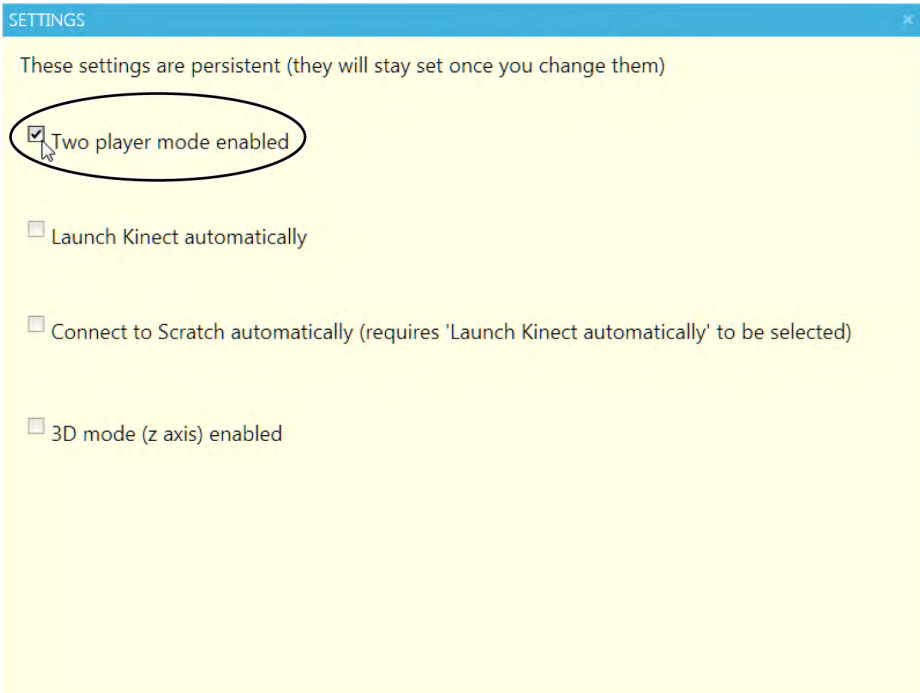 SETTINGS
These settings are persistent (they will stay set once you change them)
Two player mode enabled
Launch Kinect automatically
Connect to Scratch automatically (requires 'Launch Kinect automatically' to be selected)
3D mode (z axis) enabled